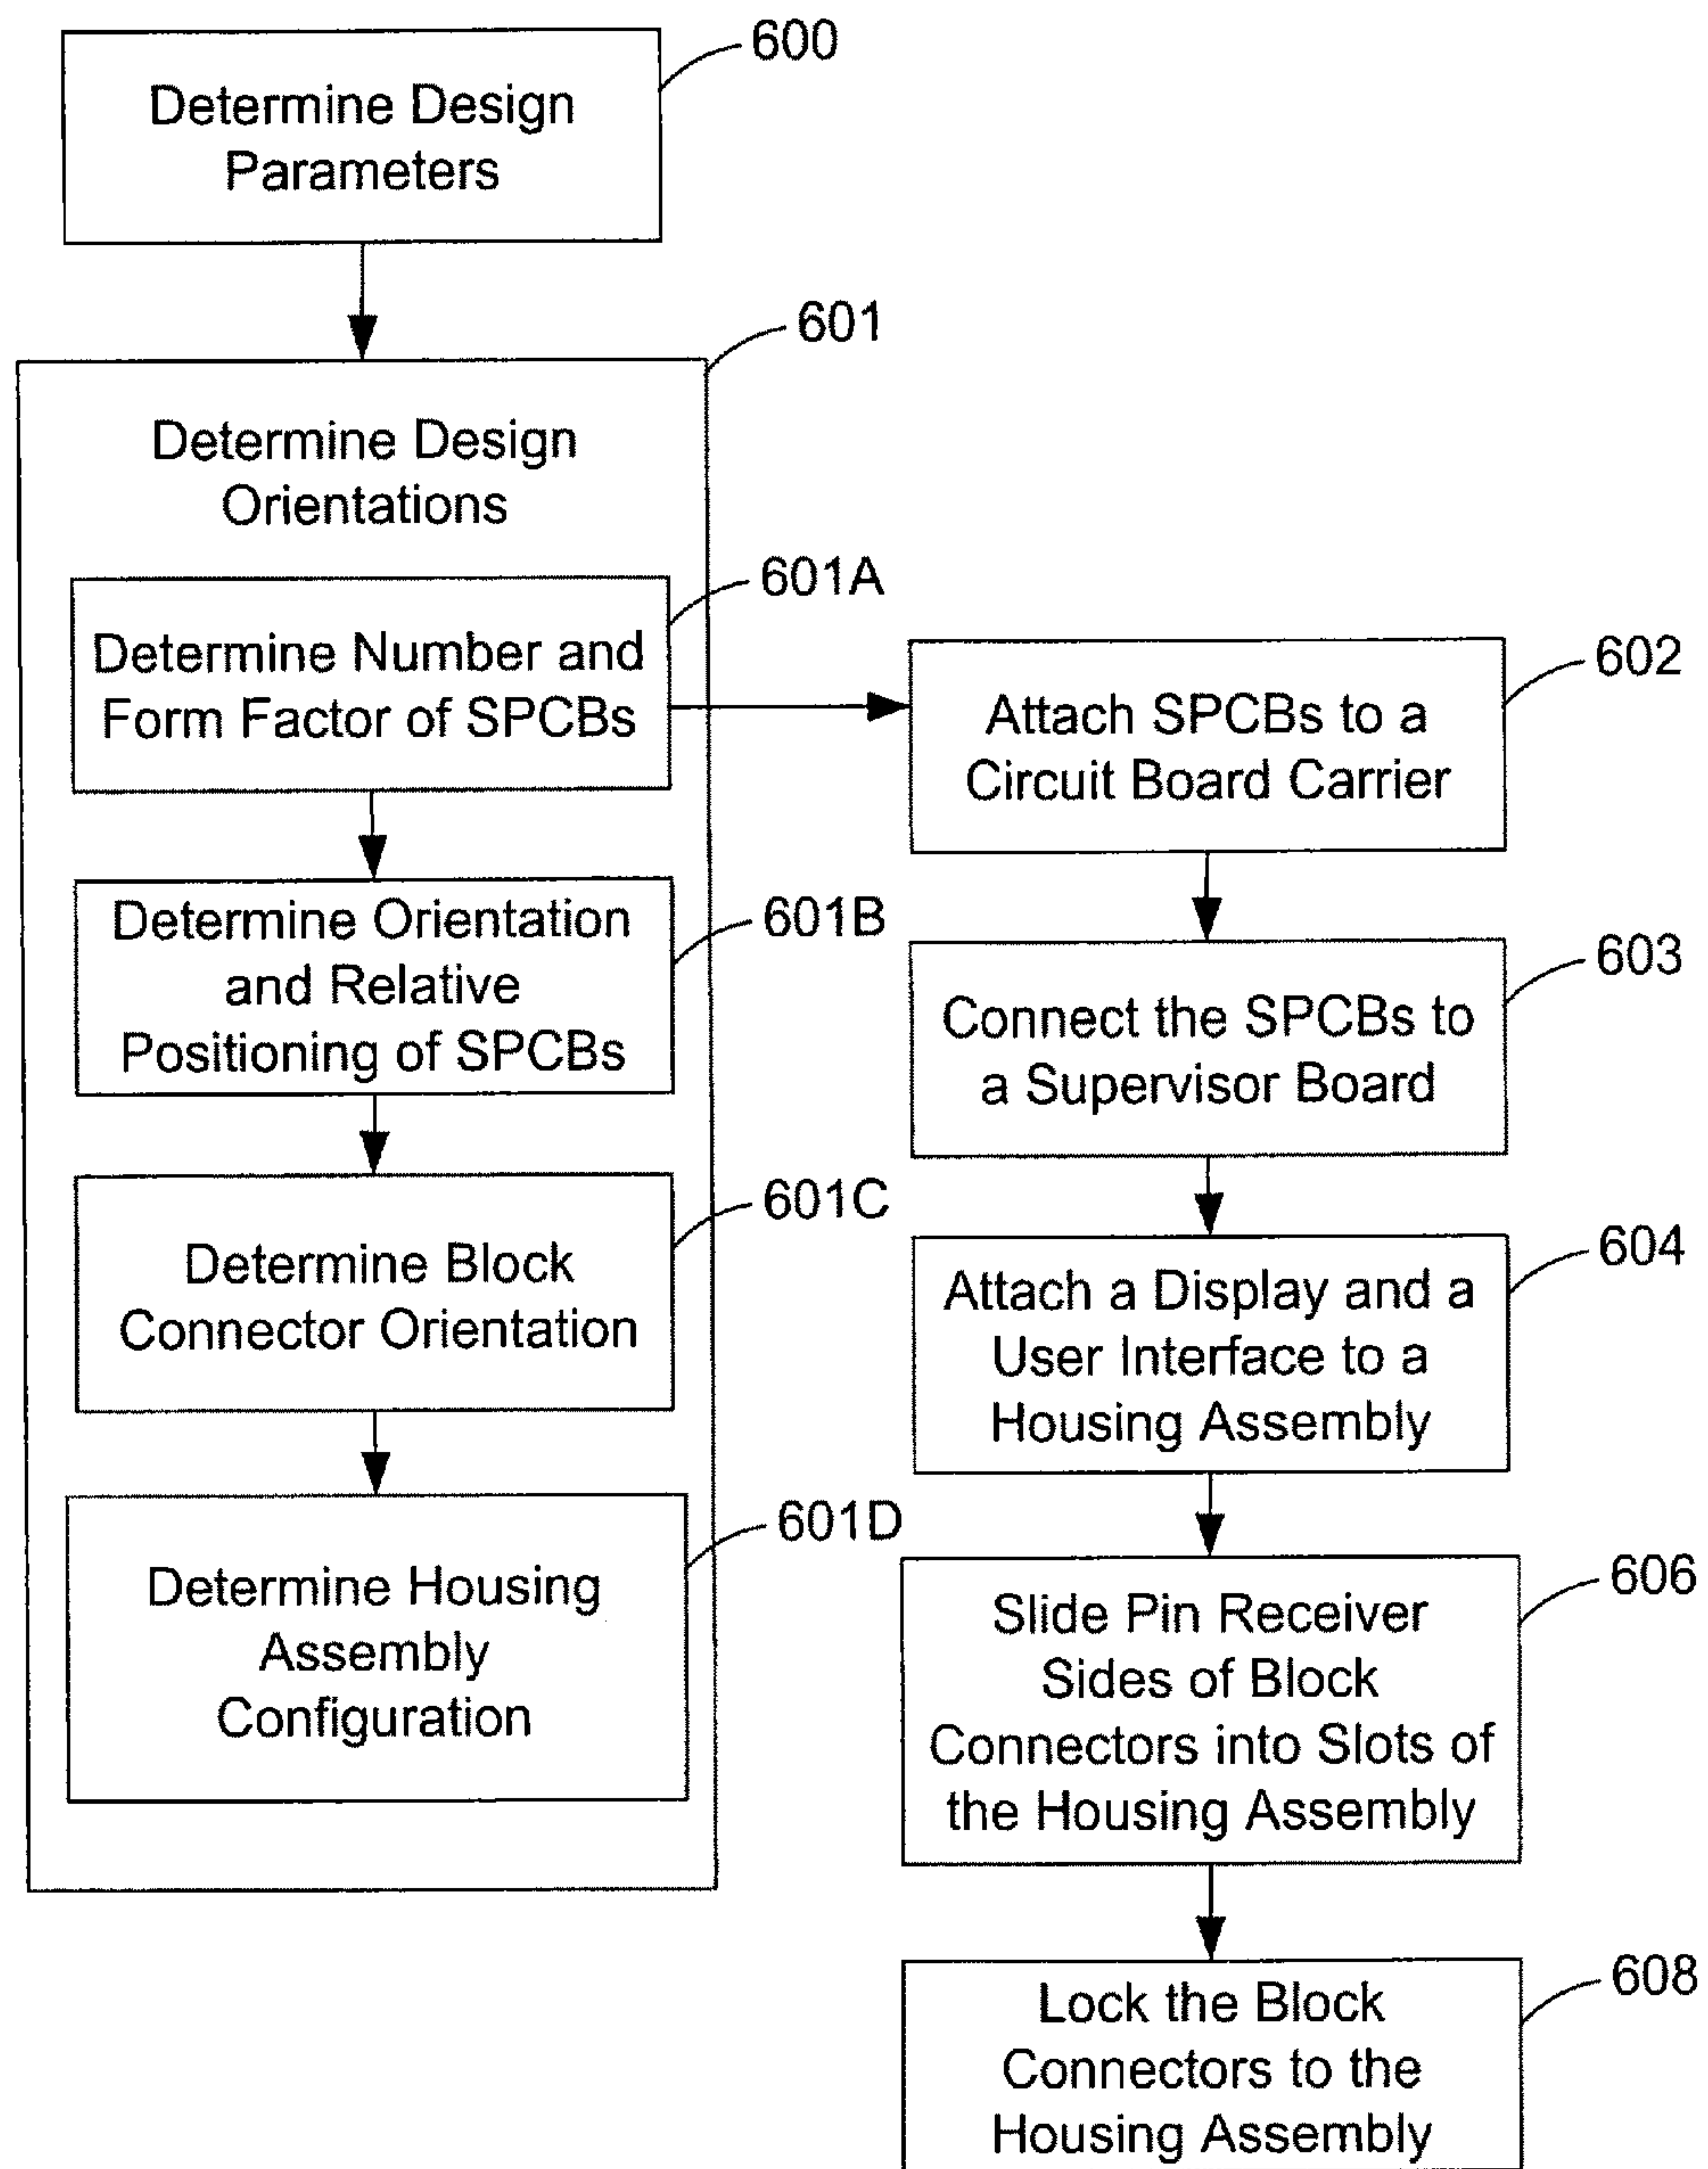 600
Determine Design
Parameters
601
Determine Design
Orientations
601A
Determine Number and
Form Factor of SPCBs
601B
Determine Orientation
and Relative
Positioning of SPCBs
601C
Determine Block
Connector Orientation
601D
Determine Housing
Assembly
Configuration
602
Attach SPCBs to a
Circuit Board Carrier
603
Connect the SPCBs to
a Supervisor Board
604
Attach a Display and a
User Interface to a
Housing Assembly
606
Slide Pin Receiver
Sides of Block
Connectors into Slots of
the Housing Assembly
608
Lock the Block
Connectors to the
Housing Assembly